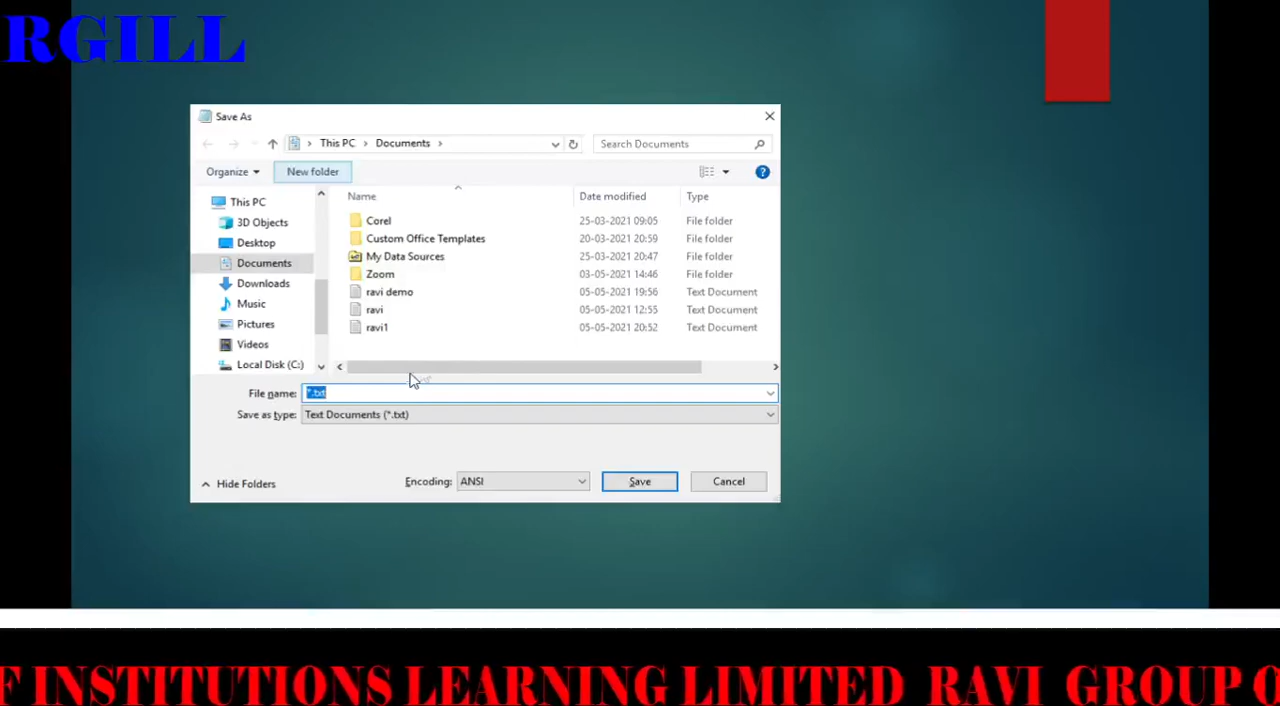 RGILL
Save As
This PC > Documents >
Search Documents
Organize
New folder
Name Date modified Type
This PC
3D Objects
Desktop
Documents
Downloads
Music
Pictures
Videos
Local Disk (C:)
Corel 25-03-2021 09:05 File folder
Custom Office Templates 20-03-2021 20:59 File folder
My Data Sources 25-03-2021 20:47 File folder
Zoom 03-05-2021 14:46 File folder
ravi demo 05-05-2021 19:56 Text Document
ravi 05-05-2021 12:55 Text Document
ravi1 05-05-2021 20:52 Text Document
File name: *.txt
Save as type: Text Documents (*.txt)
Hide Folders
Encoding: ANSI
Save
Cancel
F INSTITUTIONS LEARNING LIMITED RAVI GROUP O